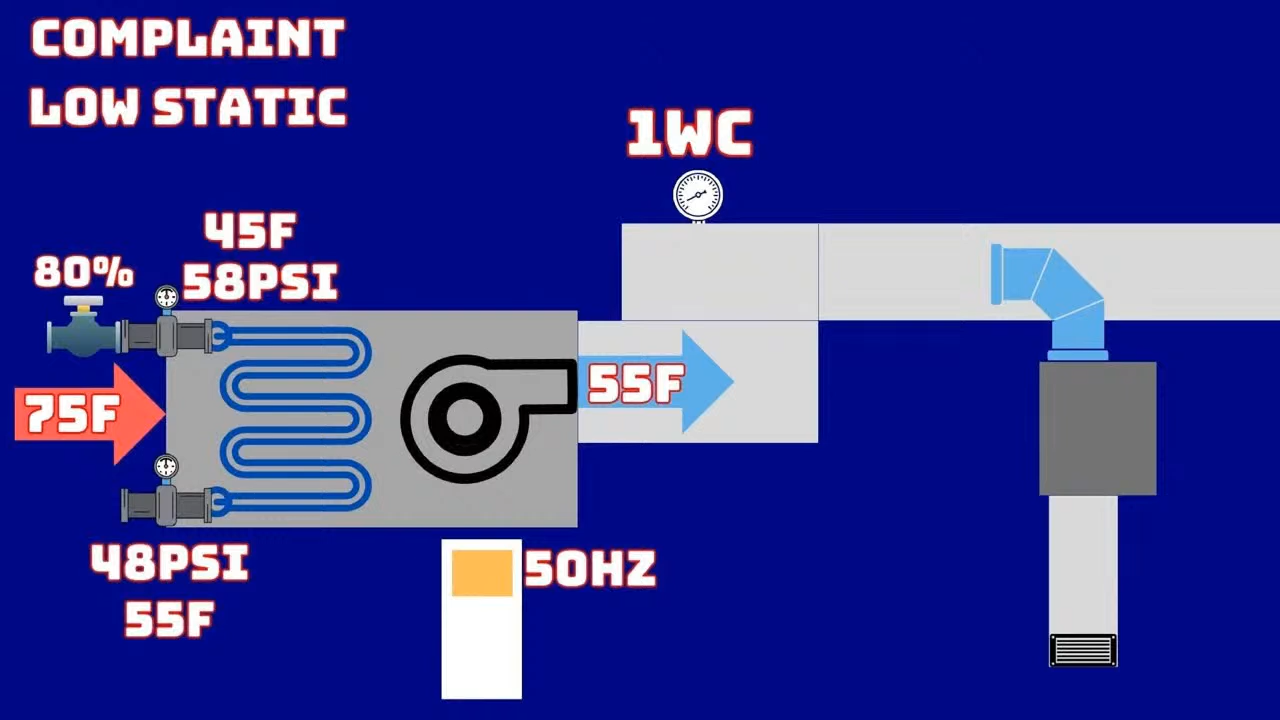 COMPLAINT
LOW STATIC
1WC
45F
58PSI
80%
75F
55F
48PSI
55F
50HZ